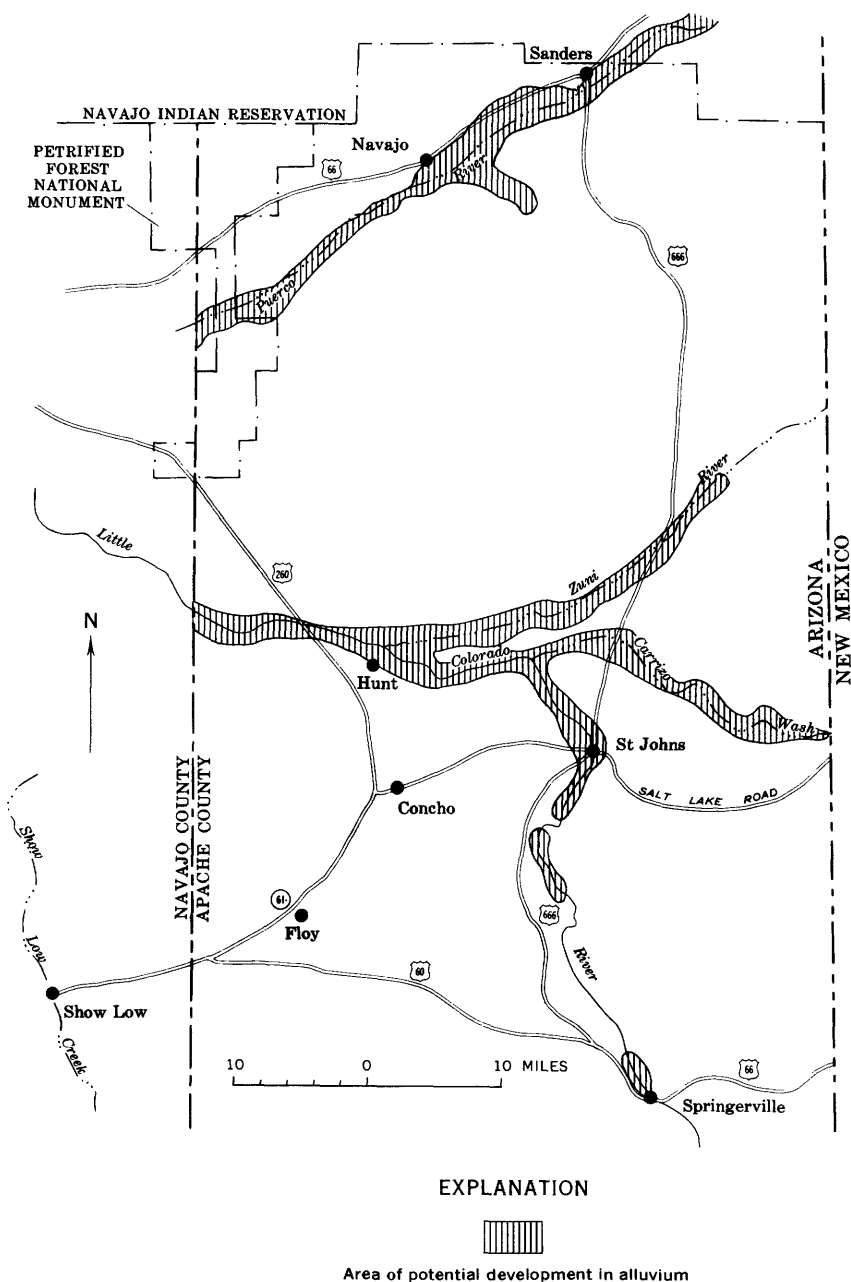 Sanders
NAVAJO INDIAN RESERVATION
Navajo
PETRIFIED
FOREST
NATIONAL
MONUMENT
66
River
666
Puerco
River
Little
260
Zuni
ARIZONA
NEW MEXICO
N
Colorado
Carrizo
Hunt
Wash
St Johns
NAVAJO COUNTY
APACHE COUNTY
Concho
SALT LAKE ROAD
Show
61
Floy
666
Low
River
60
Show Low
Creek
10 0 10 MILES
66
Springerville
EXPLANATION
Area of potential development in alluvium